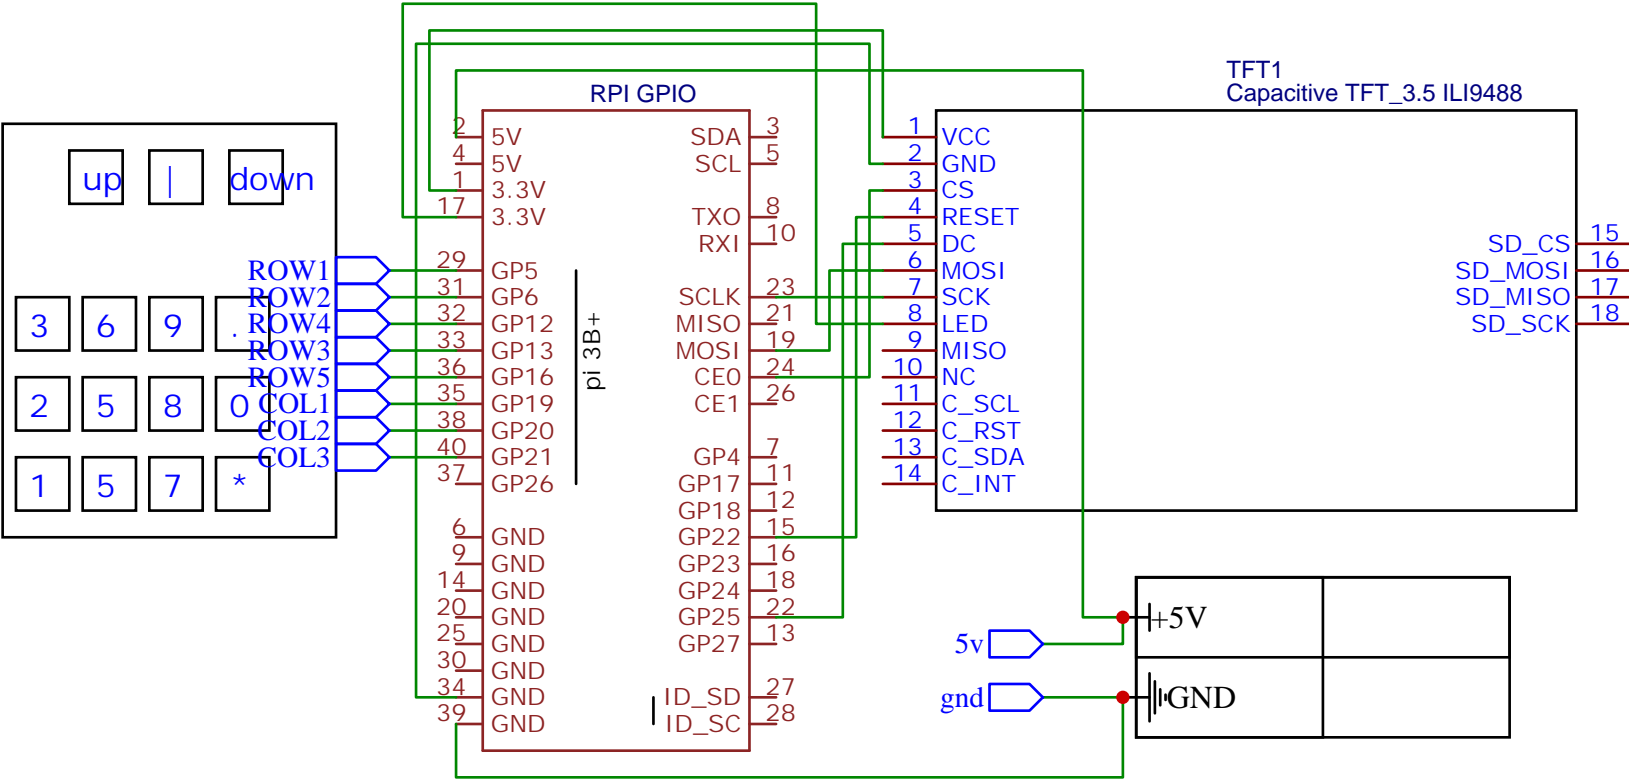 TFT1
Capacitive TFT_3.5 ILI9488
RPI GPIO
up | down
3 6 9 .
2 5 8 0
1 5 7 *
ROW1
ROW2
ROW4
ROW3
ROW5
COL1
COL2
COL3
2 5V
4 5V
1 3.3V
17 3.3V
29 GP5
31 GP6
32 GP12
33 GP13
36 GP16
35 GP19
38 GP20
40 GP21
37 GP26
6 GND
9 GND
14 GND
20 GND
25 GND
30 GND
34 GND
39 GND
pi 3B+
SDA 3
SCL 5
TXO 8
RXI 10
SCLK 23
MISO 21
MOSI 19
CE0 24
CE1 26
GP4 7
GP17 11
GP18 12
GP22 15
GP23 16
GP24 18
GP25 22
GP27 13
ID_SD 27
ID_SC 28
1 VCC
2 GND
3 CS
4 RESET
5 DC
6 MOSI
7 SCK
8 LED
9 MISO
10 NC
11 C_SCL
12 C_RST
13 C_SDA
14 C_INT
SD_CS 15
SD_MOSI 16
SD_MISO 17
SD_SCK 18
5v
gnd
+5V
GND